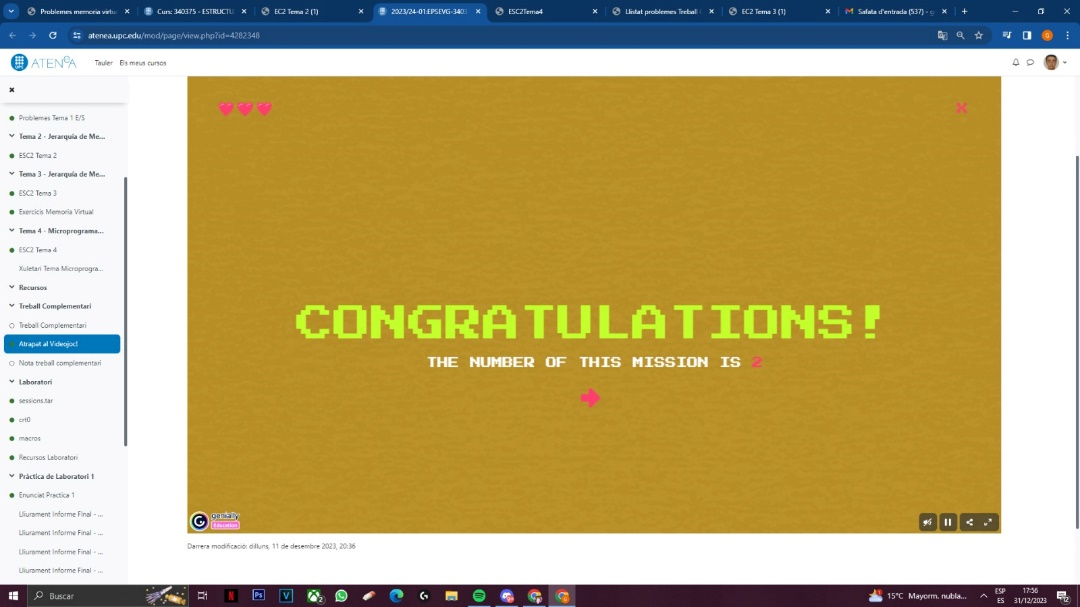 Problemes memòria virtu
Curs: 340375 - ESTRUCTU
EC2 Tema 2 (1)
2023/24-01:EPSEVG-3403
ESC2Tema4
Llistat problemes Treball
EC2 Tema 3 (1)
Safata d'entrada (537) - g
atenea.upc.edu/mod/page/view.php?id=4282348
ATENEA
Tauler
Els meus cursos
Problemes Tema 1 E/S
Tema 2 - Jerarquía de Me...
ESC2 Tema 2
Tema 3 - Jerarquía de Me...
ESC2 Tema 3
Exercicis Memoria Virtual
Tema 4 - Microprograma...
ESC2 Tema 4
Xuletari Tema Microprogra...
Recursos
Treball Complementari
Treball Complementari
Atrapat al Videojoc!
Nota treball complementari
Laboratori
sessions.tar
crt0
macros
Recursos Laboratori
Pràctica de Laboratori 1
Enunciat Practica 1
Lliurament Informe Final - ...
Lliurament Informe Final - ...
Lliurament Informe Final - ...
Lliurament Informe Final - ...
CONGRATULATIONS!
THE NUMBER OF THIS MISSION IS 2
genially
Education
Darrera modificació: dilluns, 11 de desembre 2023, 20:36
Buscar
15°C Mayorm. nubla...
ESP
ES
17:56
31/12/2023